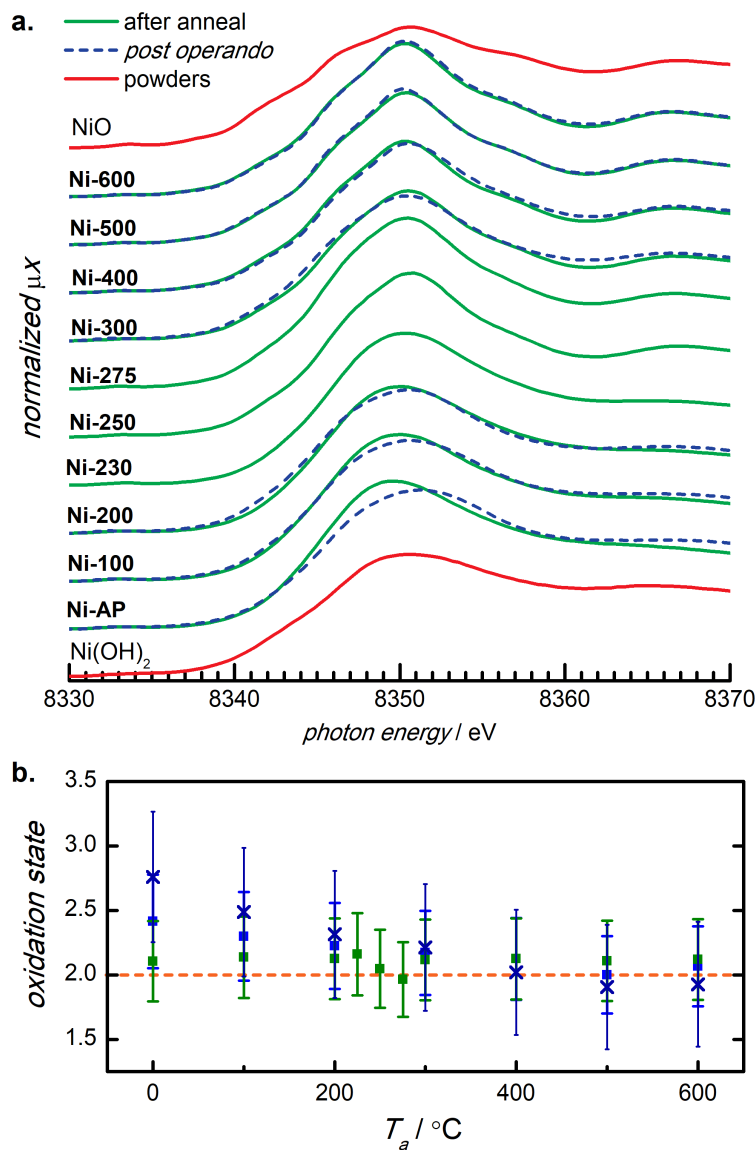 a.
after anneal
post operando
powders
NiO
Ni-600
Ni-500
Ni-400
Ni-300
Ni-275
Ni-250
Ni-230
Ni-200
Ni-100
Ni-AP
Ni(OH)2
normalized μx
8330 8340 8350 8360 8370
photon energy / eV
b.
3.5
3.0
2.5
2.0
1.5
oxidation state
0 200 400 600
Ta / °C